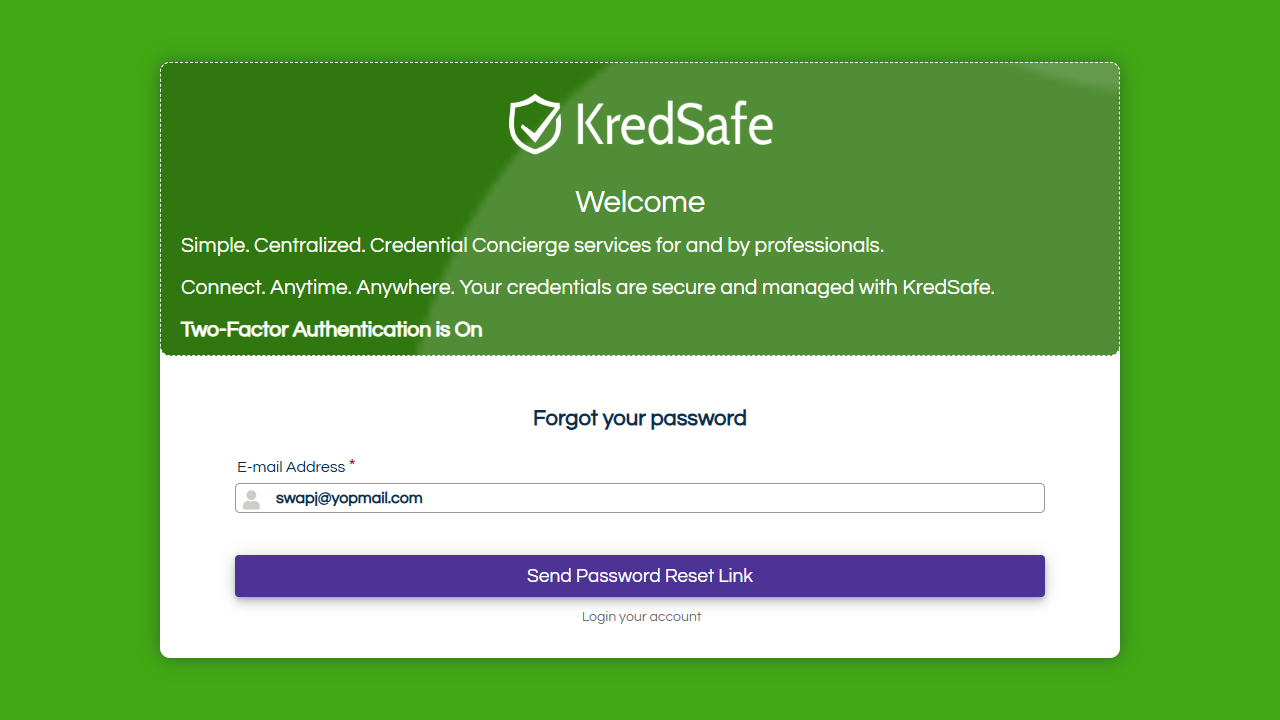 KredSafe
Welcome
Simple. Centralized. Credential Concierge services for and by professionals.
Connect. Anytime. Anywhere. Your credentials are secure and managed with KredSafe.
Two-Factor Authentication is On
Forgot your password
E-mail Address *
swapj@yopmail.com
Send Password Reset Link
Login your account